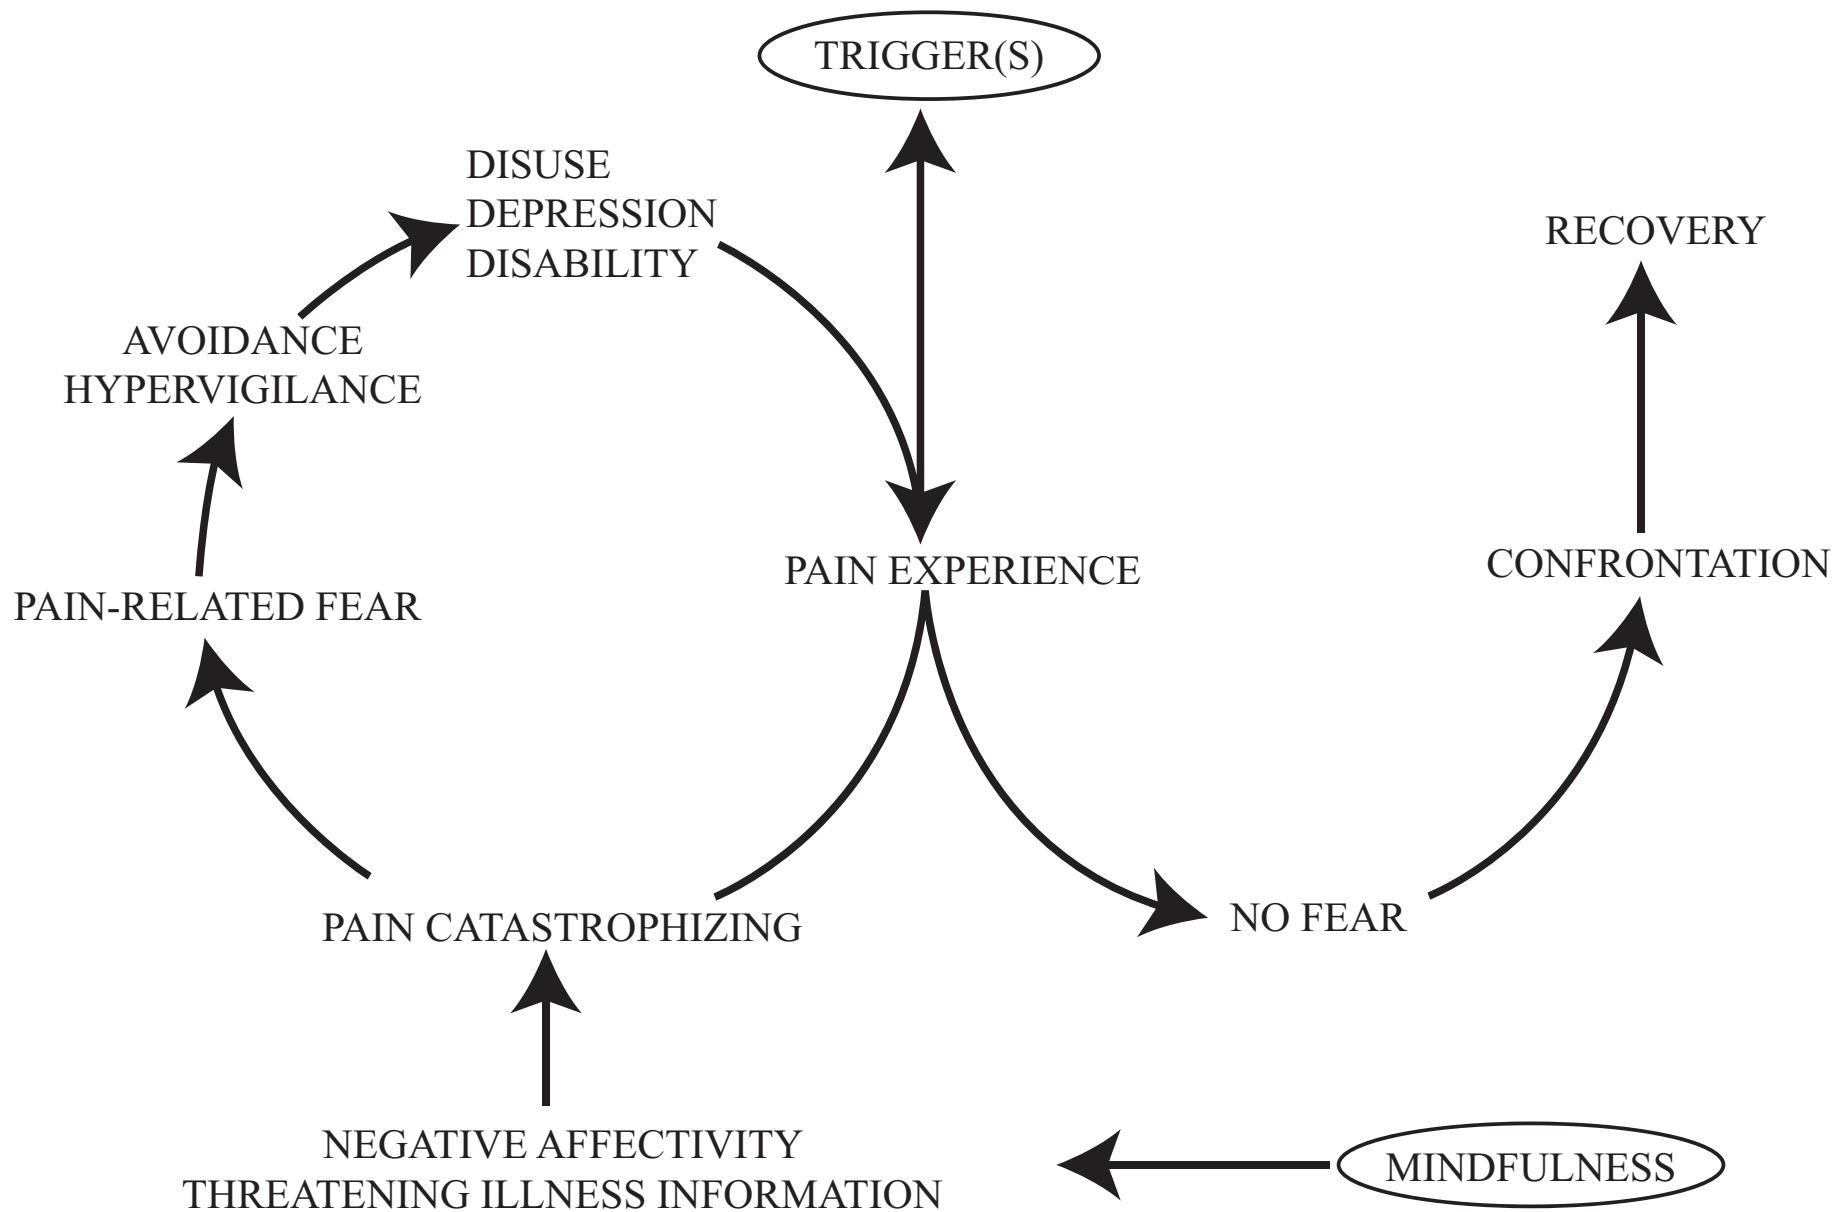 TRIGGER(S)
DISUSE
DEPRESSION
DISABILITY
RECOVERY
AVOIDANCE
HYPERVIGILANCE
PAIN EXPERIENCE
CONFRONTATION
PAIN-RELATED FEAR
PAIN CATASTROPHIZING
NO FEAR
NEGATIVE AFFECTIVITY
THREATENING ILLNESS INFORMATION
MINDFULNESS